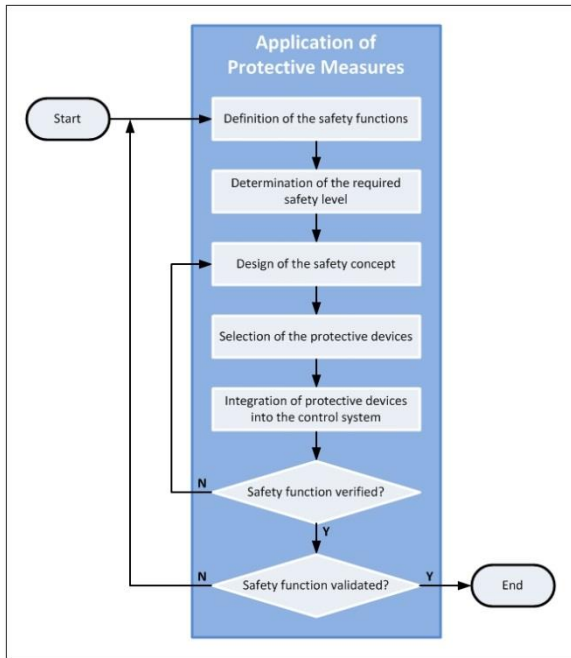 Application of
Protective Measures
Start
Definition of the safety functions
Determination of the required
safety level
Design of the safety concept
Selection of the protective devices
Integration of protective devices
into the control system
N
Safety function verified?
Y
N
Safety function validated?
Y
End